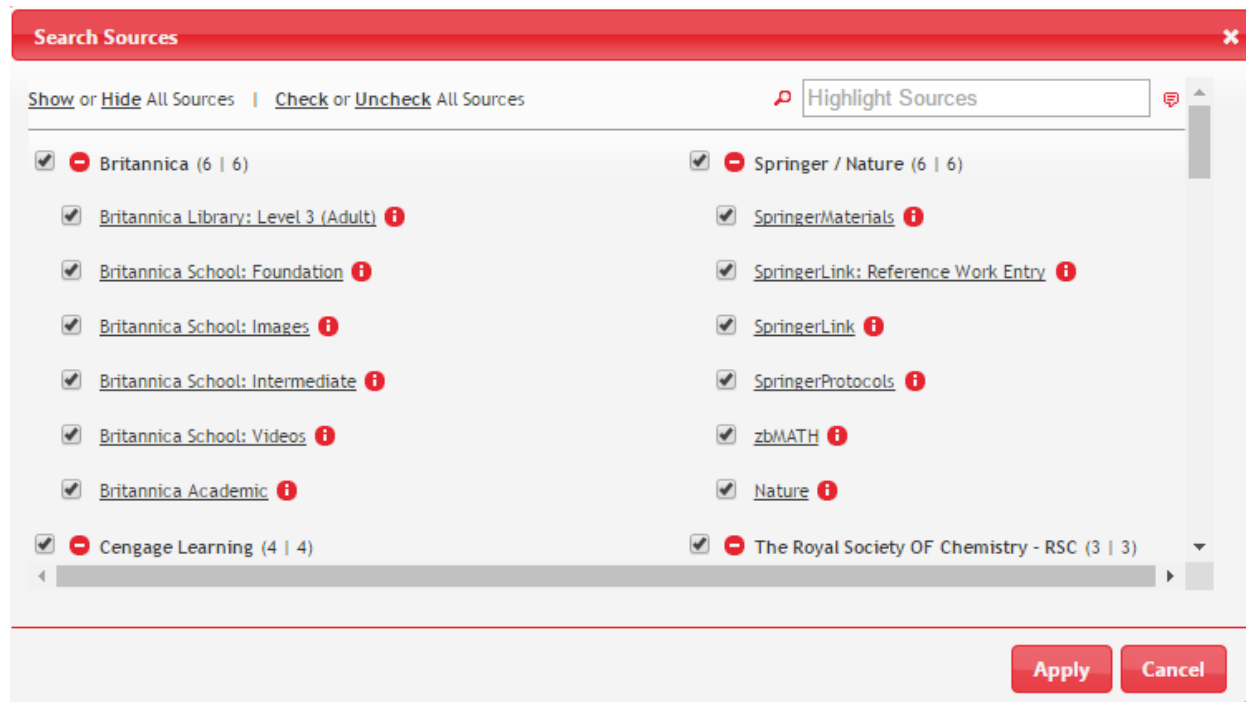 Search Sources
Show or Hide All Sources | Check or Uncheck All Sources
Highlight Sources
Britannica (6 | 6)
Britannica Library: Level 3 (Adult)
Britannica School: Foundation
Britannica School: Images
Britannica School: Intermediate
Britannica School: Videos
Britannica Academic
Cengage Learning (4 | 4)
Springer / Nature (6 | 6)
SpringerMaterials
SpringerLink: Reference Work Entry
SpringerLink
SpringerProtocols
zbMATH
Nature
The Royal Society OF Chemistry - RSC (3 | 3)
Apply
Cancel